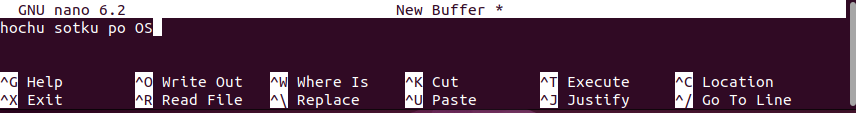 GNU nano 6.2 New Buffer *
hochu sotku po OS
^G Help ^O Write Out ^W Where Is ^K Cut ^T Execute ^C Location
^X Exit ^R Read File ^\ Replace ^U Paste ^J Justify ^/ Go To Line